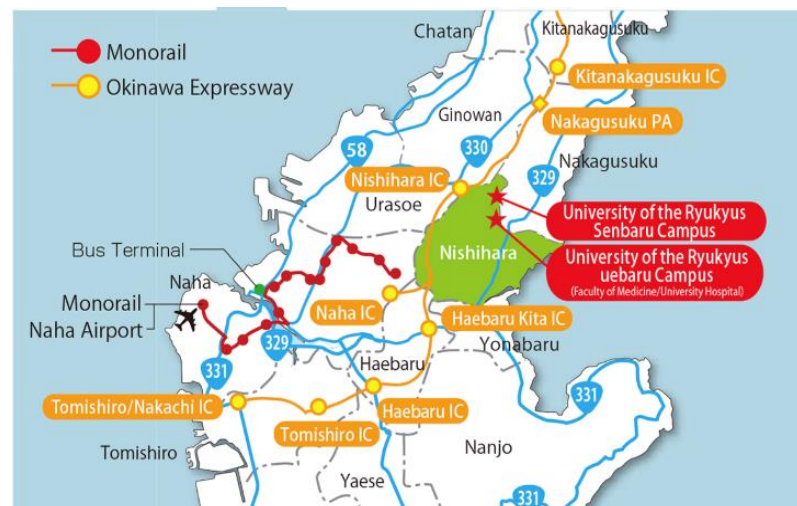 Monorail
Okinawa Expressway
Chatan
Kitanakagusuku
Kitanakagusuku IC
Ginowan
Nakagusuku PA
58
330
Nakagusuku
329
Nishihara IC
Urasoe
University of the Ryukyus
Senbaru Campus
Bus Terminal
Nishihara
University of the Ryukyus
uebaru Campus
(Faculty of Medicine/University Hospital)
Naha
Monorail
Naha Airport
Naha IC
Haebaru Kita IC
329
Yonabaru
331
Haebaru
331
Tomishiro/Nakachi IC
Haebaru IC
Tomishiro IC
Tomishiro
Nanjo
Yaese
331